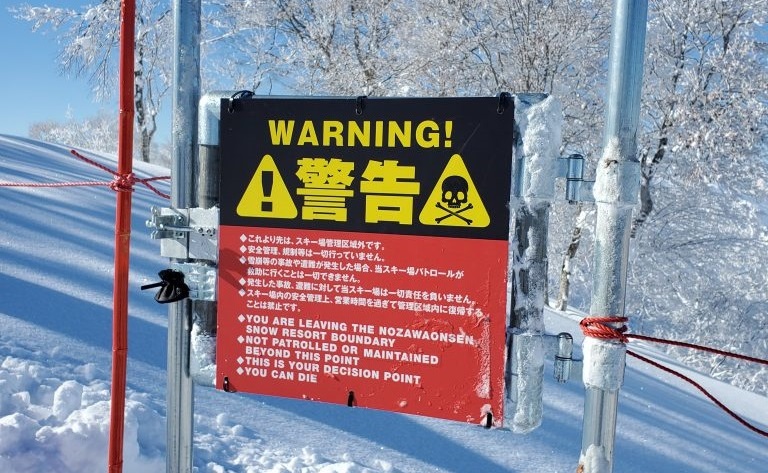 WARNING!
警告
◆これより先は、スキー場管理区域外です。
◆安全管理、規制等は一切行っていません。
◆雪崩等の事故や遭難が発生した場合、当スキー場パトロールが
救助に行くことは一切できません。
◆発生した事故、遭難に対して当スキー場は一切責任を負いません。
◆スキー場内の安全管理上、営業時間を過ぎて管理区域内に復帰する
ことは禁止です。
◆YOU ARE LEAVING THE NOZAWAONSEN
SNOW RESORT BOUNDARY
◆NOT PATROLLED OR MAINTAINED
BEYOND THIS POINT
◆THIS IS YOUR DECISION POINT
◆YOU CAN DIE